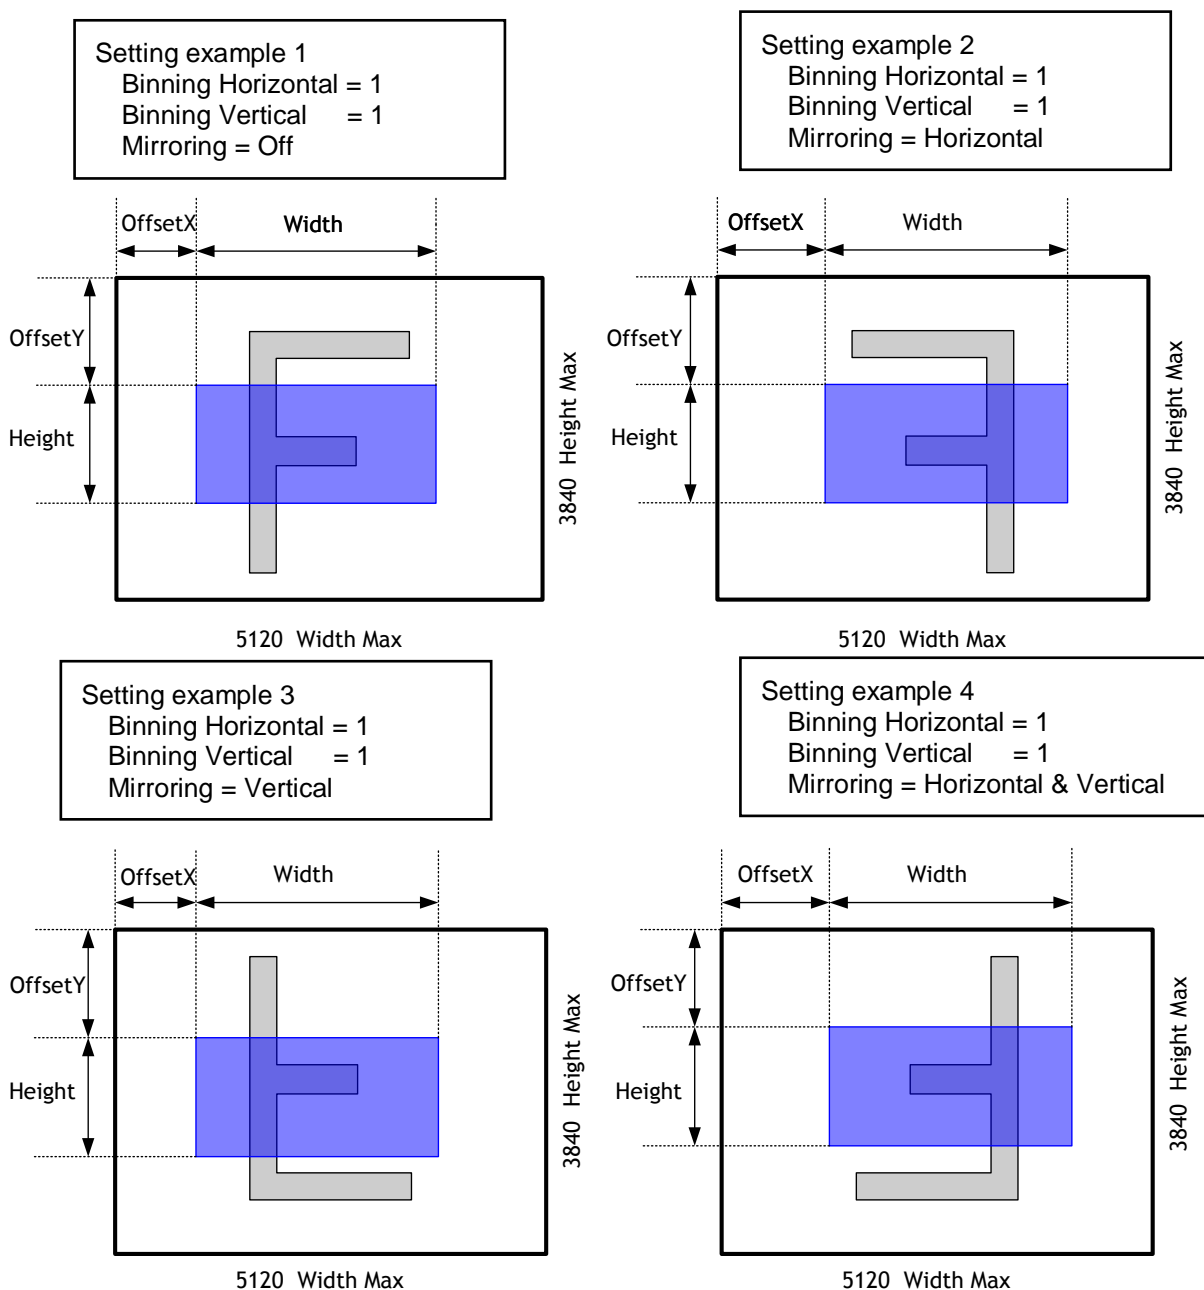 Setting example 1
Binning Horizontal = 1
Binning Vertical = 1
Mirroring = Off
Setting example 2
Binning Horizontal = 1
Binning Vertical = 1
Mirroring = Horizontal
OffsetX
Width
OffsetY
Height
3840 Height Max
5120 Width Max
OffsetX
Width
OffsetY
Height
3840 Height Max
5120 Width Max
Setting example 3
Binning Horizontal = 1
Binning Vertical = 1
Mirroring = Vertical
Setting example 4
Binning Horizontal = 1
Binning Vertical = 1
Mirroring = Horizontal & Vertical
OffsetX
Width
OffsetY
Height
3840 Height Max
5120 Width Max
OffsetX
Width
OffsetY
Height
3840 Height Max
5120 Width Max